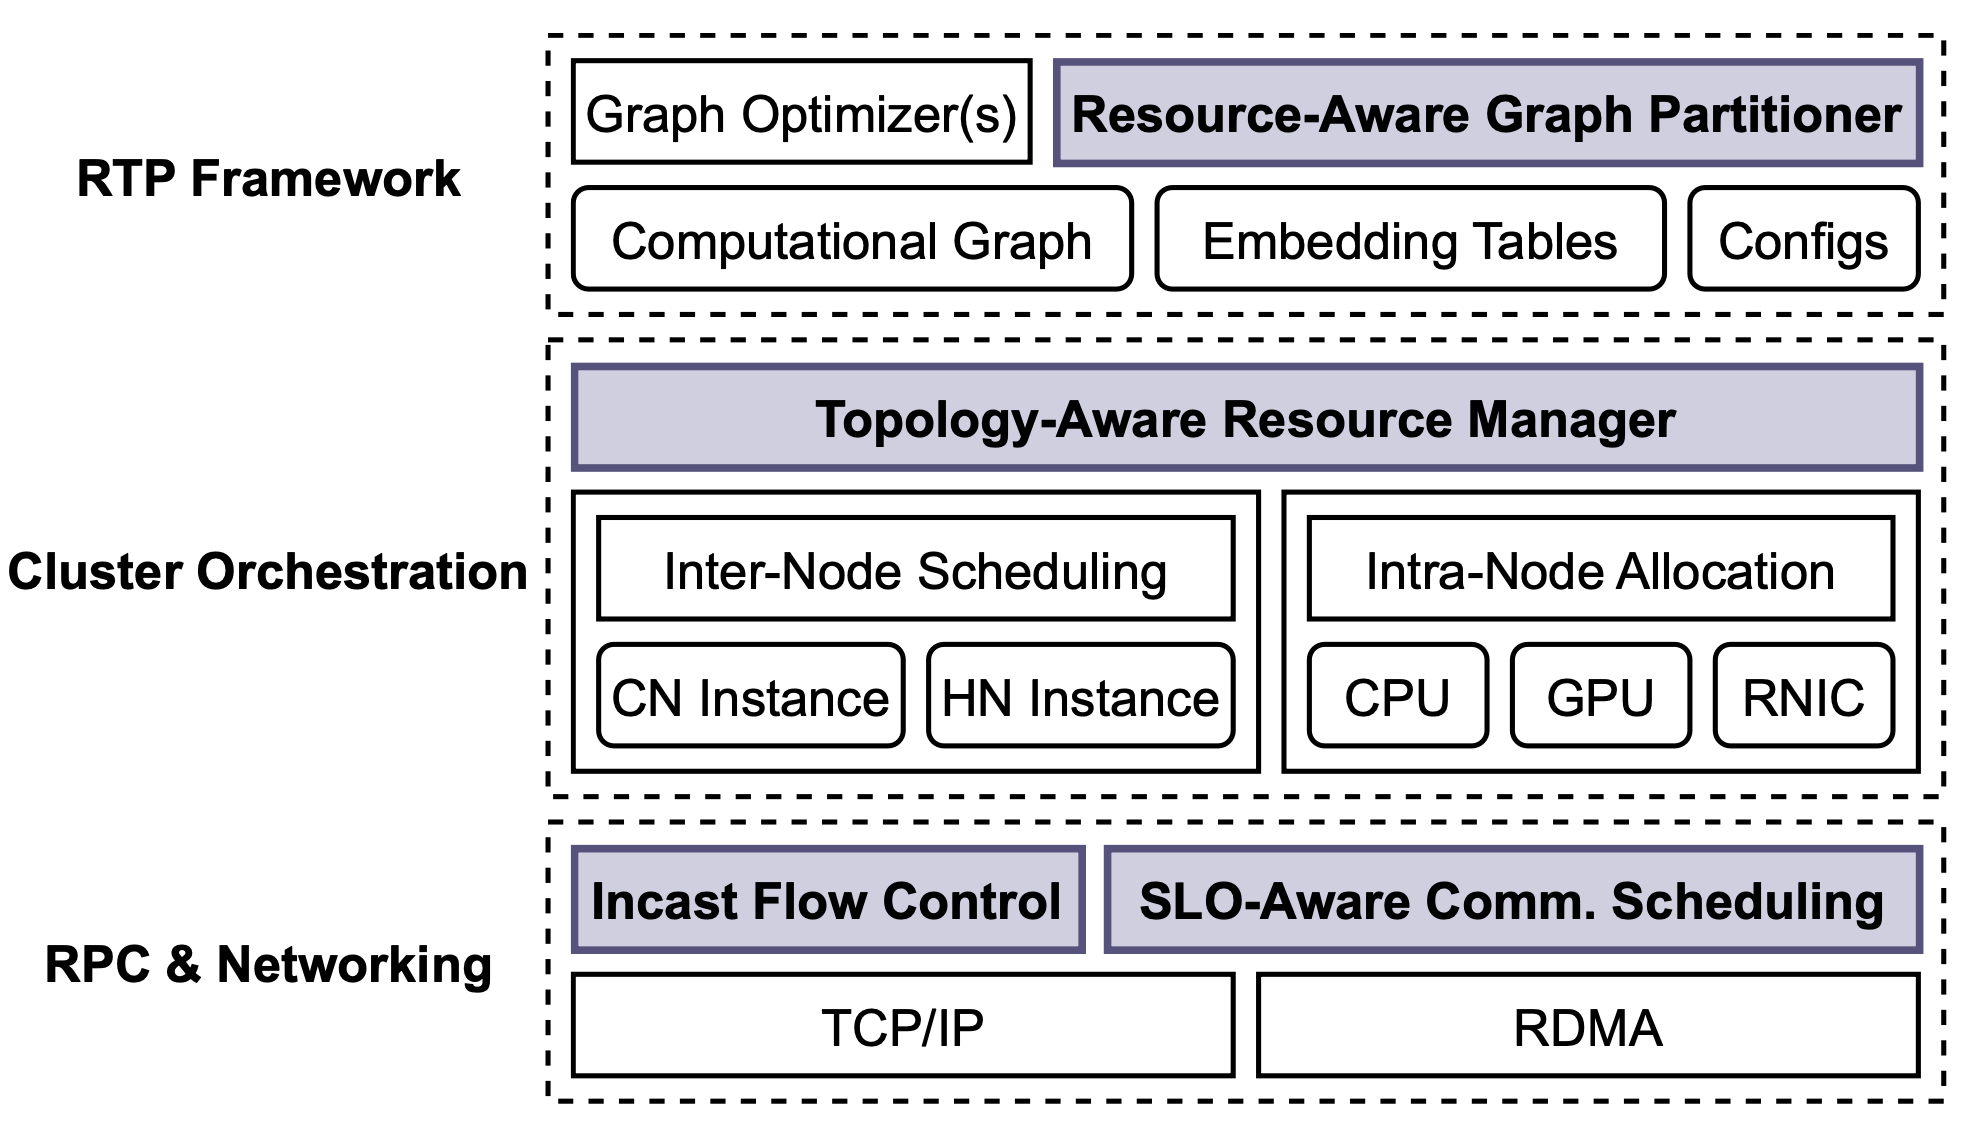 RTP Framework
Graph Optimizer(s)
Resource-Aware Graph Partitioner
Computational Graph
Embedding Tables
Configs
Cluster Orchestration
Topology-Aware Resource Manager
Inter-Node Scheduling
CN Instance
HN Instance
Intra-Node Allocation
CPU
GPU
RNIC
RPC & Networking
Incast Flow Control
SLO-Aware Comm. Scheduling
TCP/IP
RDMA